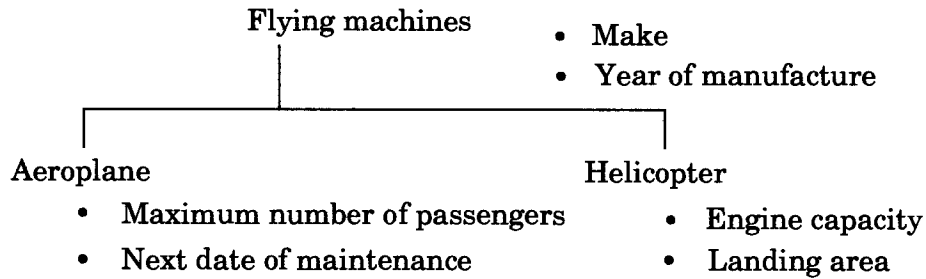 Flying machines
• Make
• Year of manufacture
Aeroplane
• Maximum number of passengers
• Next date of maintenance
Helicopter
• Engine capacity
• Landing area